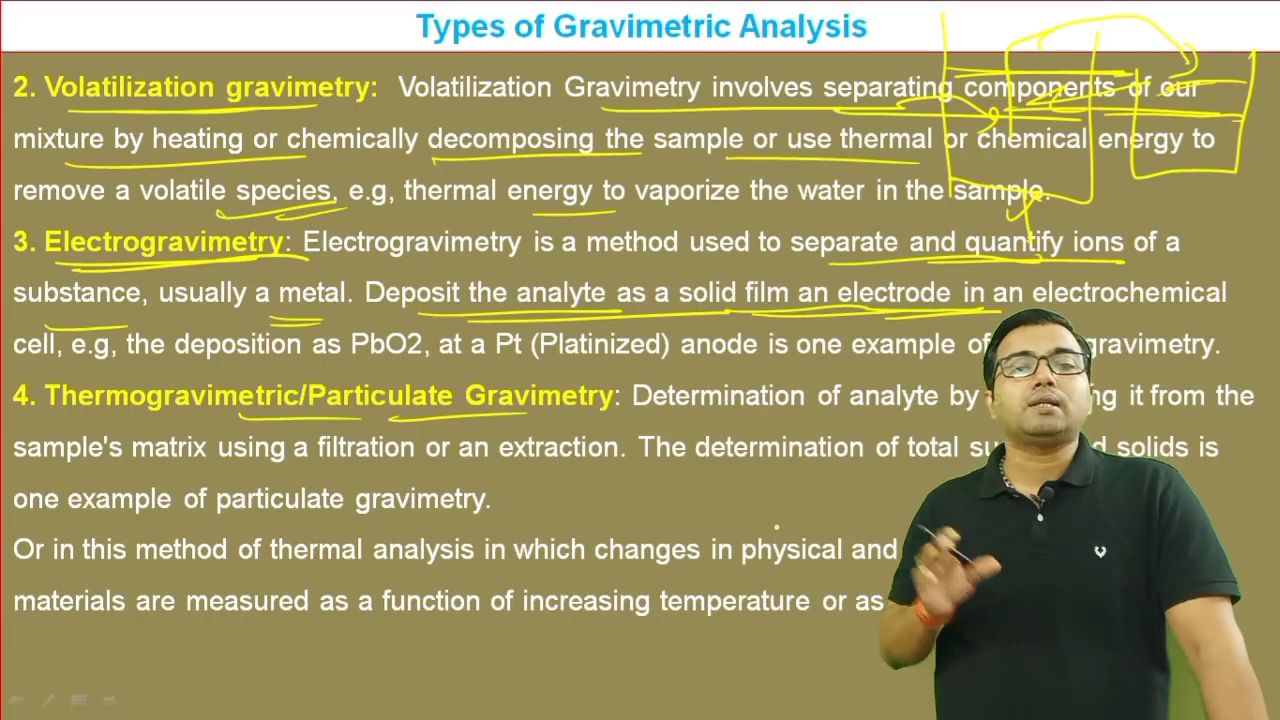 Types of Gravimetric Analysis
2. Volatilization gravimetry: Volatilization Gravimetry involves separating components of our
mixture by heating or chemically decomposing the sample or use thermal or chemical energy to
remove a volatile species, e.g, thermal energy to vaporize the water in the sample.
3. Electrogravimetry: Electrogravimetry is a method used to separate and quantify ions of a
substance, usually a metal. Deposit the analyte as a solid film an electrode in an electrochemical
cell, e.g, the deposition as PbO2, at a Pt (Platinized) anode is one example of gravimetry.
4. Thermogravimetric/Particulate Gravimetry: Determination of analyte by it from the
sample's matrix using a filtration or an extraction. The determination of total solids is
one example of particulate gravimetry.
Or in this method of thermal analysis in which changes in physical and
materials are measured as a function of increasing temperature or as